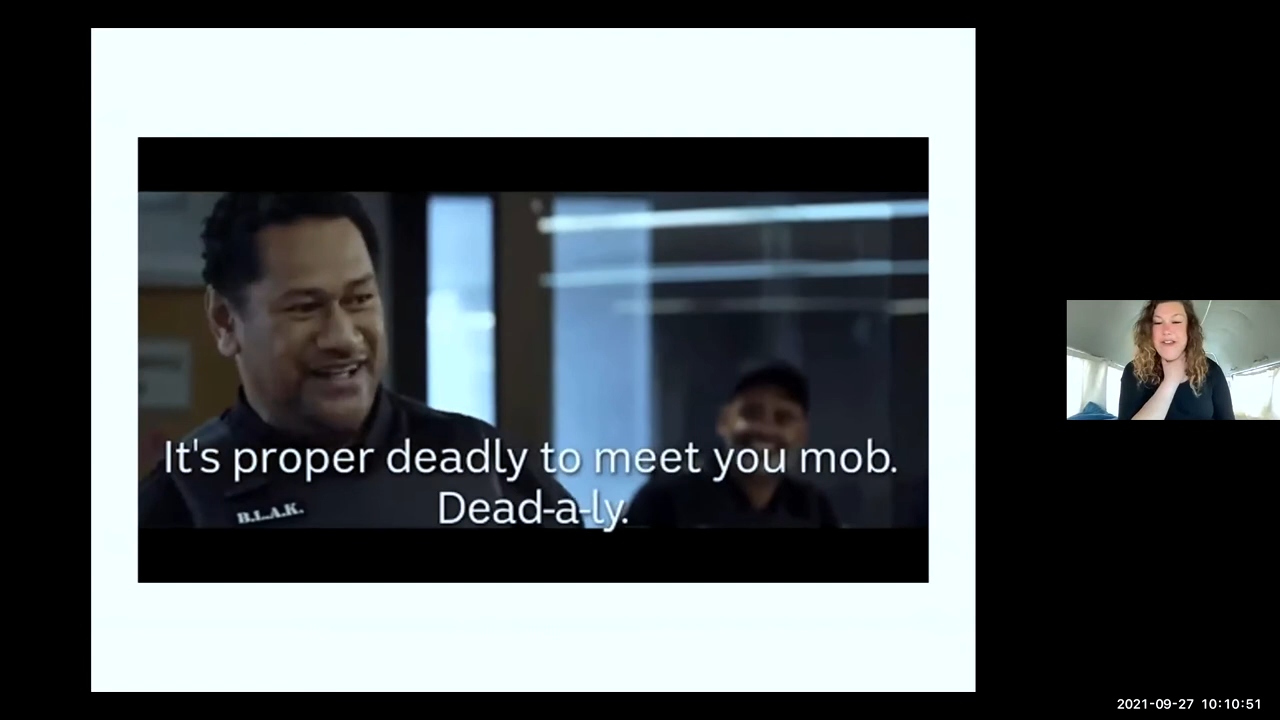 It's proper deadly to meet you mob.
Dead-a-ly.
B.L.A.K.
2021-09-27 10:10:51